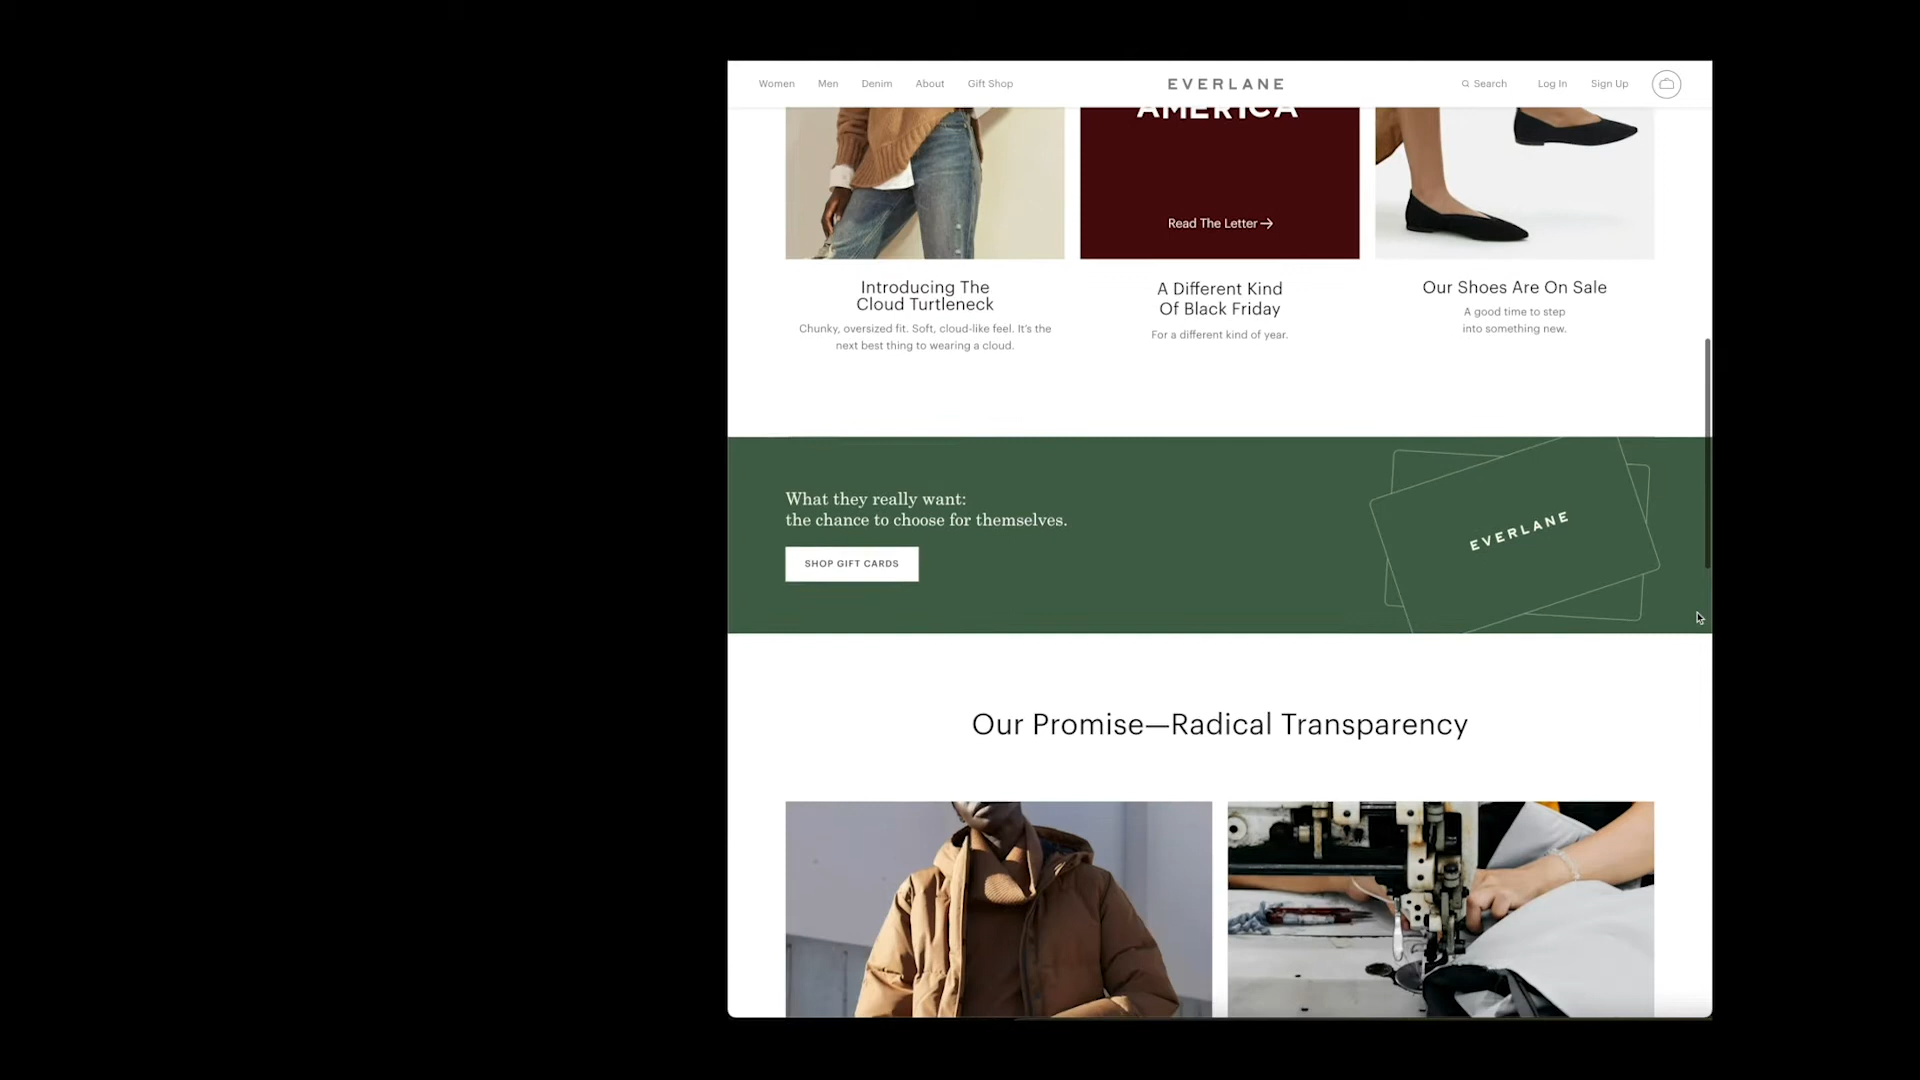 Women Men Denim About Gift Shop EVERLANE Search Log In Sign Up
AMERICA
Read The Letter
Introducing The
Cloud Turtleneck
Chunky, oversized fit. Soft, cloud-like feel. It's the
next best thing to wearing a cloud.
A Different Kind
Of Black Friday
For a different kind of year.
Our Shoes Are On Sale
A good time to step
into something new.
What they really want:
the chance to choose for themselves.
SHOP GIFT CARDS
EVERLANE
Our Promise—Radical Transparency